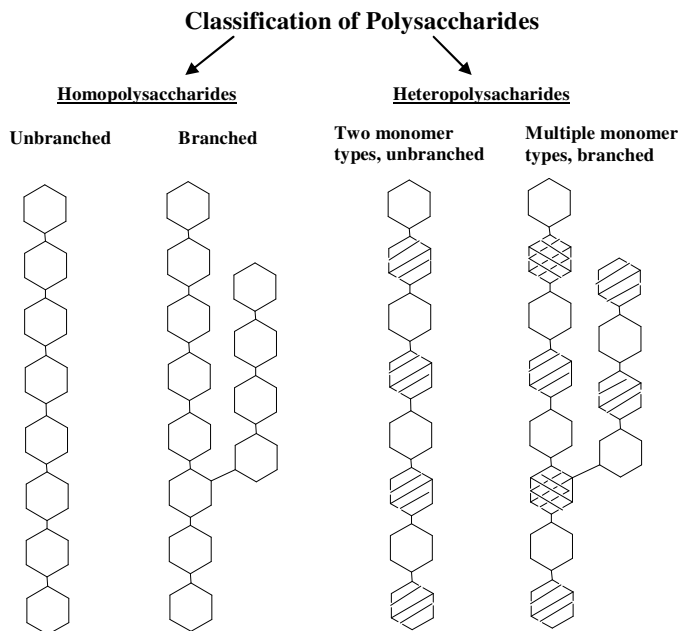 Classification of Polysaccharides
Homopolysaccharides
Heteropolysacharides
Unbranched
Branched
Two monomer
types, unbranched
Multiple monomer
types, branched